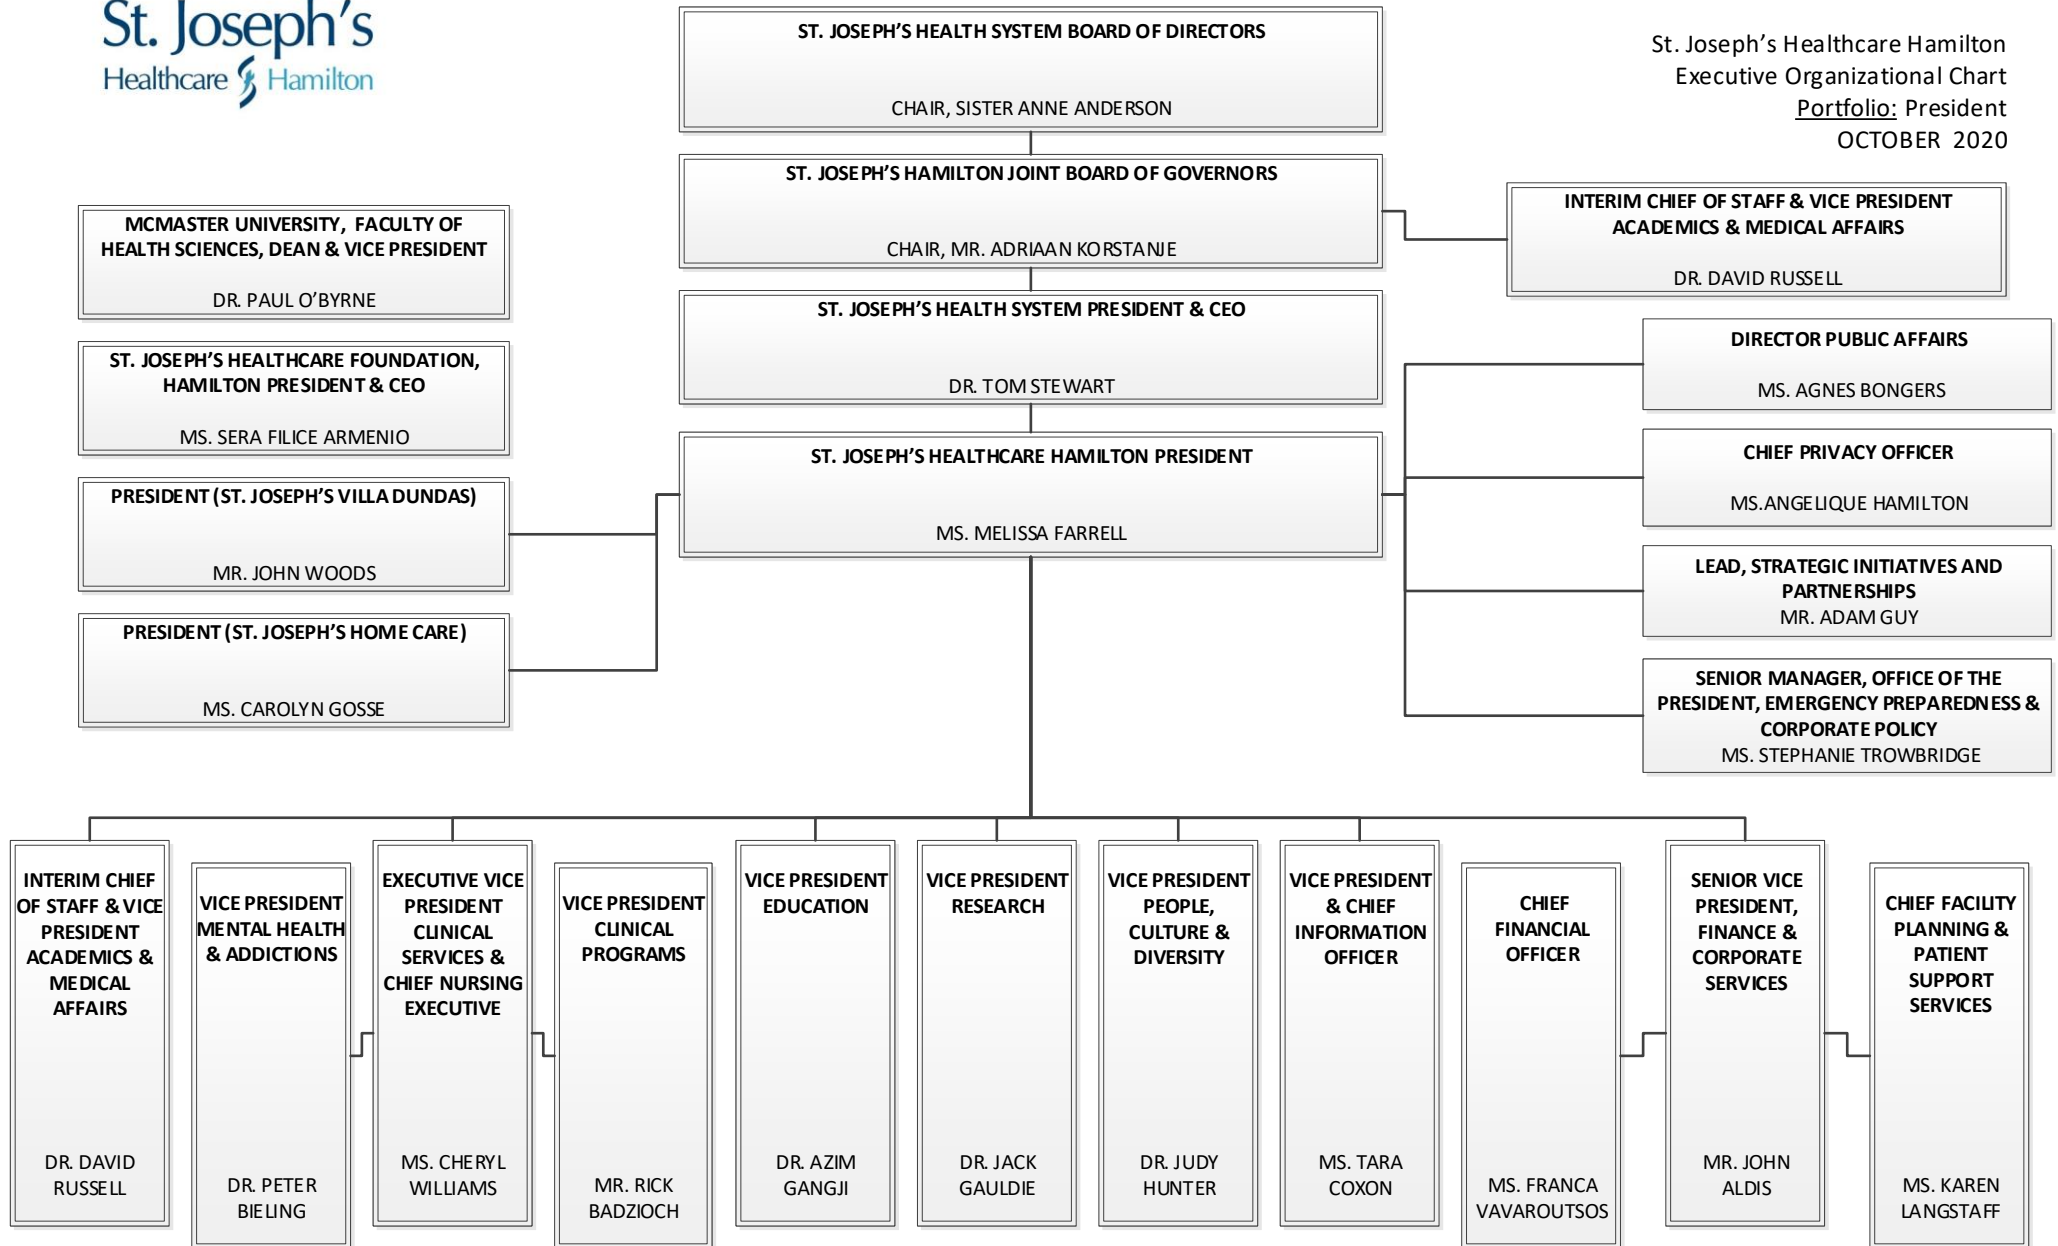 St. Joseph's
Healthcare Hamilton
ST. JOSEPH'S HEALTH SYSTEM BOARD OF DIRECTORS
CHAIR, SISTER ANNE ANDERSON
St. Joseph's Healthcare Hamilton
Executive Organizational Chart
Portfolio: President
OCTOBER 2020
ST. JOSEPH'S HAMILTON JOINT BOARD OF GOVERNORS
CHAIR, MR. ADRIAAN KORSTANJE
INTERIM CHIEF OF STAFF & VICE PRESIDENT
ACADEMICS & MEDICAL AFFAIRS
DR. DAVID RUSSELL
MCMASTER UNIVERSITY, FACULTY OF
HEALTH SCIENCES, DEAN & VICE PRESIDENT
DR. PAUL O'BYRNE
ST. JOSEPH'S HEALTH SYSTEM PRESIDENT & CEO
DR. TOM STEWART
DIRECTOR PUBLIC AFFAIRS
MS. AGNES BONGERS
ST. JOSEPH'S HEALTHCARE FOUNDATION,
HAMILTON PRESIDENT & CEO
MS. SERA FILICE ARMENIO
ST. JOSEPH'S HEALTHCARE HAMILTON PRESIDENT
MS. MELISSA FARRELL
CHIEF PRIVACY OFFICER
MS.ANGELIQUE HAMILTON
PRESIDENT (ST. JOSEPH'S VILLA DUNDAS)
MR. JOHN WOODS
LEAD, STRATEGIC INITIATIVES AND
PARTNERSHIPS
MR. ADAM GUY
PRESIDENT (ST. JOSEPH'S HOME CARE)
MS. CAROLYN GOSSE
SENIOR MANAGER, OFFICE OF THE
PRESIDENT, EMERGENCY PREPAREDNESS &
CORPORATE POLICY
MS. STEPHANIE TROWBRIDGE
INTERIM CHIEF
OF STAFF & VICE
PRESIDENT
ACADEMICS &
MEDICAL
AFFAIRS
DR. DAVID
RUSSELL
VICE PRESIDENT
MENTAL HEALTH
& ADDICTIONS
DR. PETER
BIELING
EXECUTIVE VICE
PRESIDENT
CLINICAL
SERVICES &
CHIEF NURSING
EXECUTIVE
MS. CHERYL
WILLIAMS
VICE PRESIDENT
CLINICAL
PROGRAMS
MR. RICK
BADZIOCH
VICE PRESIDENT
EDUCATION
DR. AZIM
GANGJI
VICE PRESIDENT
RESEARCH
DR. JACK
GAULDIE
VICE PRESIDENT
PEOPLE,
CULTURE &
DIVERSITY
DR. JUDY
HUNTER
VICE PRESIDENT
& CHIEF
INFORMATION
OFFICER
MS. TARA
COXON
CHIEF
FINANCIAL
OFFICER
MS. FRANCA
VAVAROUTSOS
SENIOR VICE
PRESIDENT,
FINANCE &
CORPORATE
SERVICES
MR. JOHN
ALDIS
CHIEF FACILITY
PLANNING &
PATIENT
SUPPORT
SERVICES
MS. KAREN
LANGSTAFF